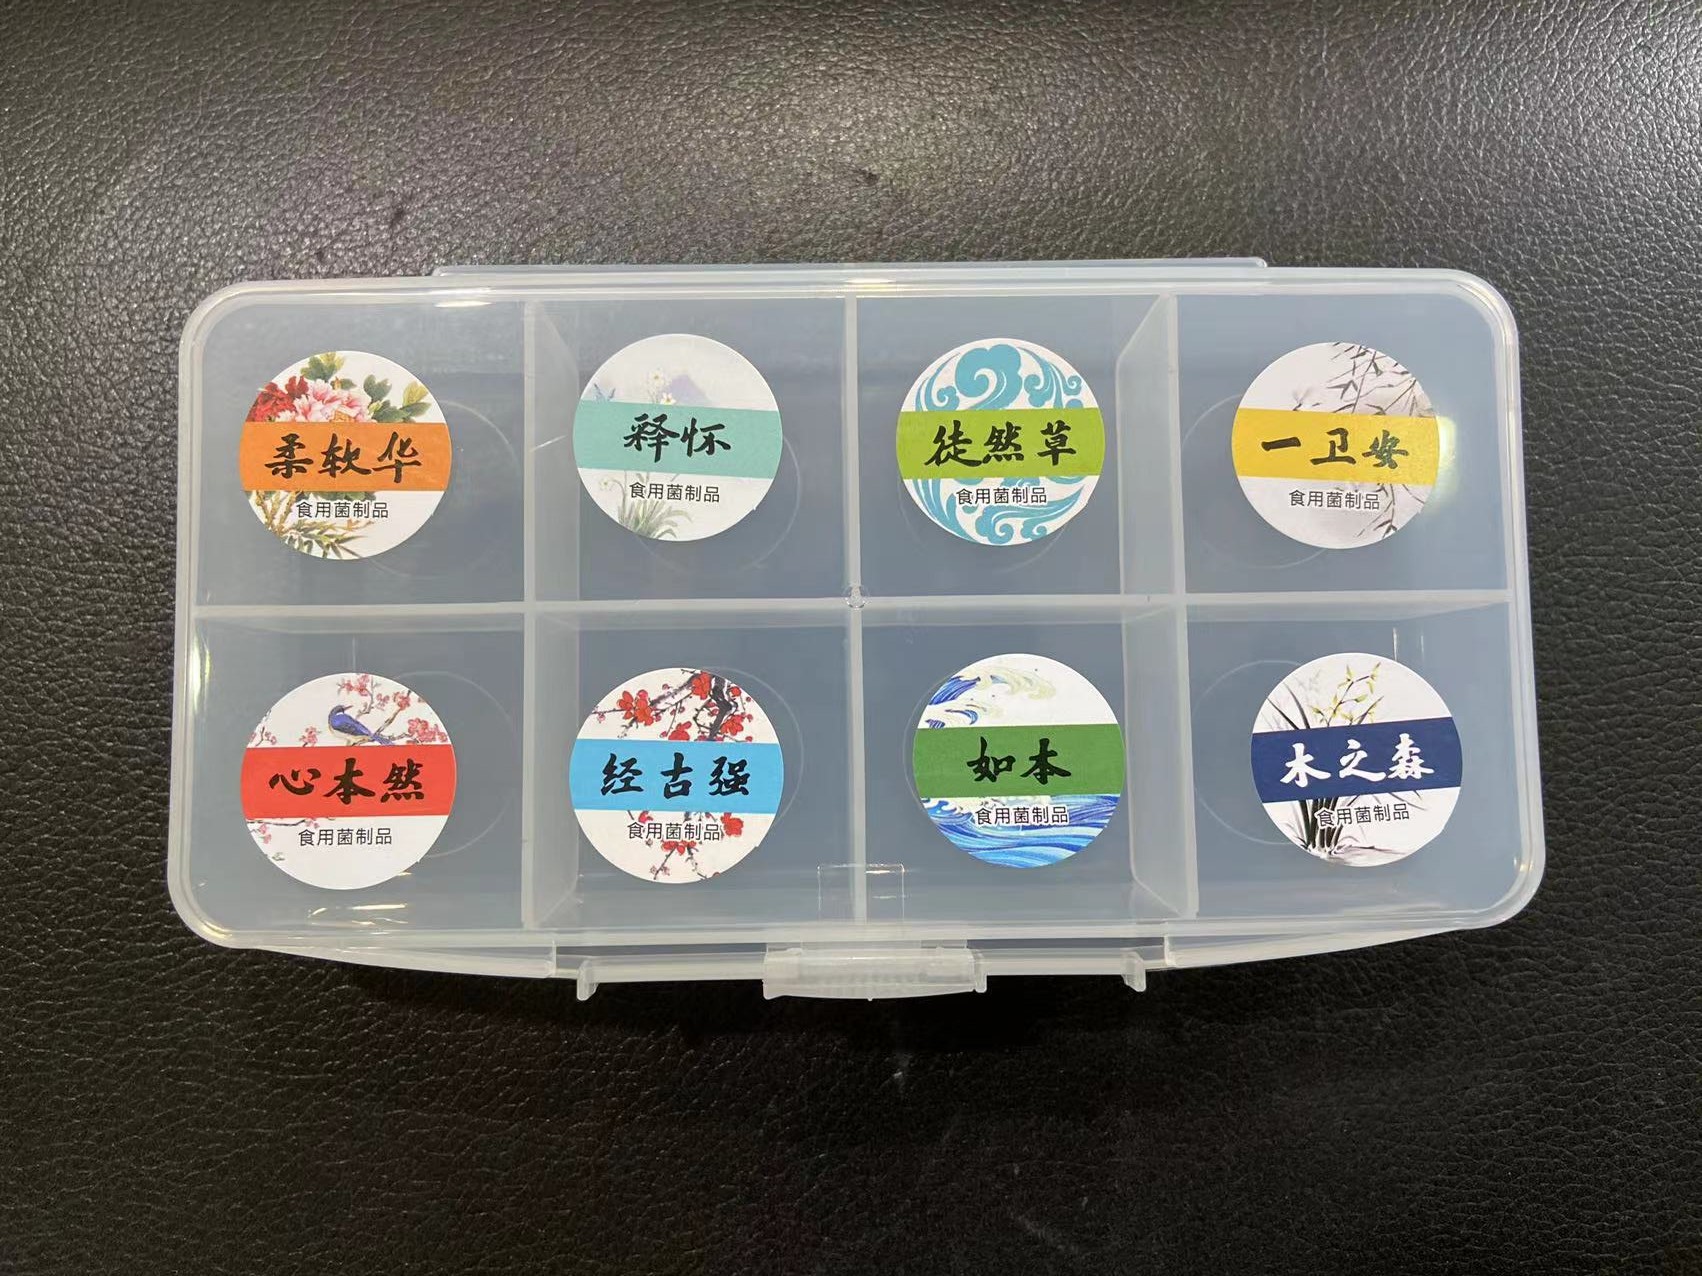 柔软华
食用菌制品
释怀
食用菌制品
徒然草
食用菌制品
一卫安
食用菌制品
心本然
食用菌制品
经古强
食用菌制品
如本
食用菌制品
木之森
食用菌制品